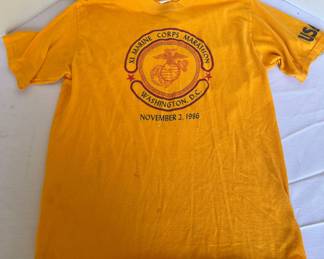 XI MARINE CORPS MARATHON
WASHINGTON, D.C.
NOVEMBER 2, 1986